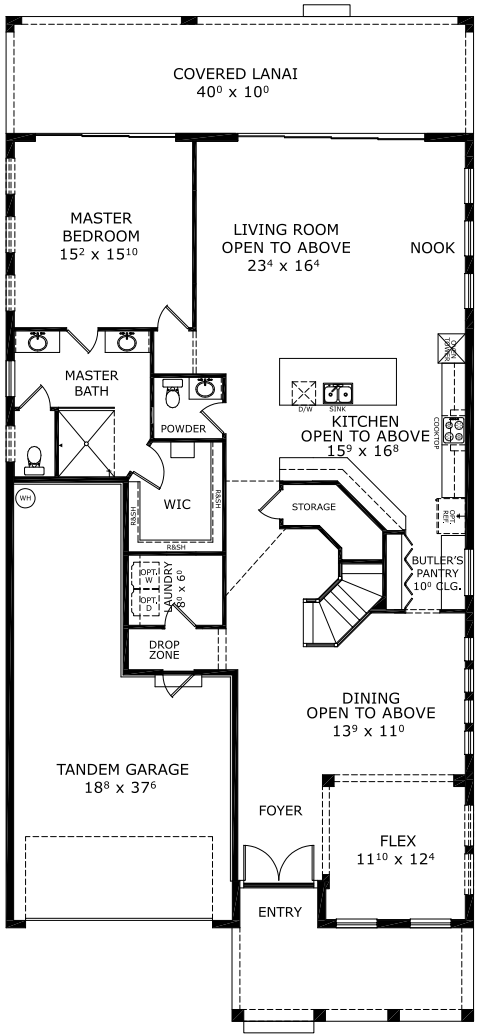 COVERED LANAI
40⁰ x 10⁰
MASTER
BEDROOM
15² x 15¹⁰
LIVING ROOM
OPEN TO ABOVE
23⁴ x 16⁴
NOOK
OVEN
TOWER
MASTER
BATH
D/W
SINK
KITCHEN
OPEN TO ABOVE
15⁹ x 16⁸
COOKTOP
POWDER
WH
WIC
R&SH
R&SH
R&SH
STORAGE
OPT.
REF.
BUTLER'S
PANTRY
10⁰ CLG.
OPT.
W
OPT.
D
LAUNDRY
8⁰ x 6⁰
DROP
ZONE
DINING
OPEN TO ABOVE
13⁹ x 11⁰
TANDEM GARAGE
18⁸ x 37⁶
FOYER
FLEX
11¹⁰ x 12⁴
ENTRY